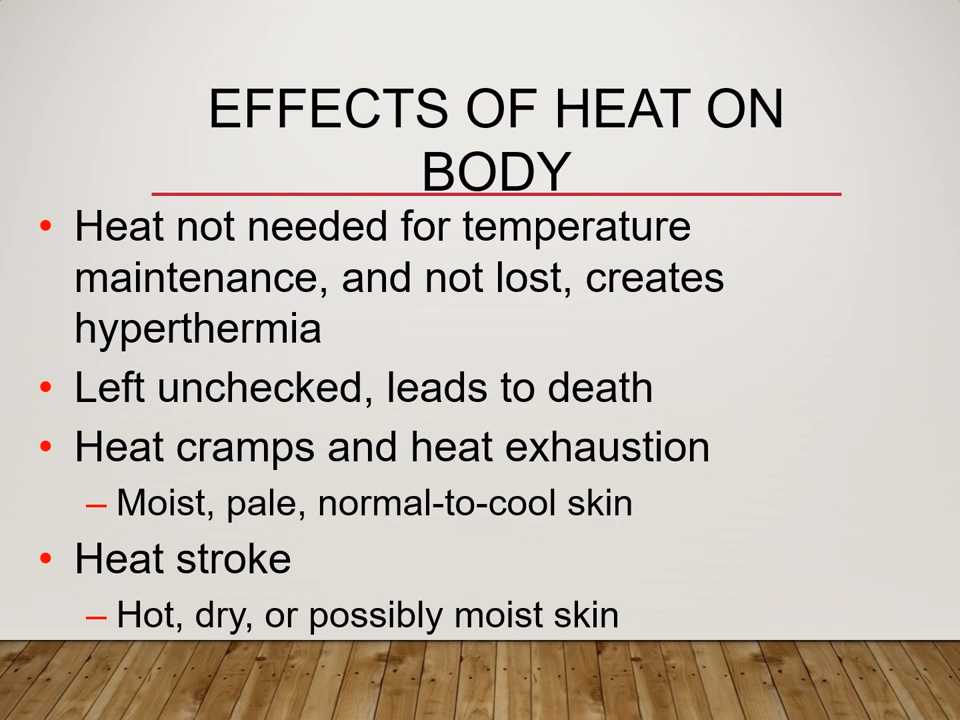 EFFECTS OF HEAT ON
BODY
• Heat not needed for temperature
maintenance, and not lost, creates
hyperthermia
• Left unchecked, leads to death
• Heat cramps and heat exhaustion
– Moist, pale, normal-to-cool skin
• Heat stroke
– Hot, dry, or possibly moist skin